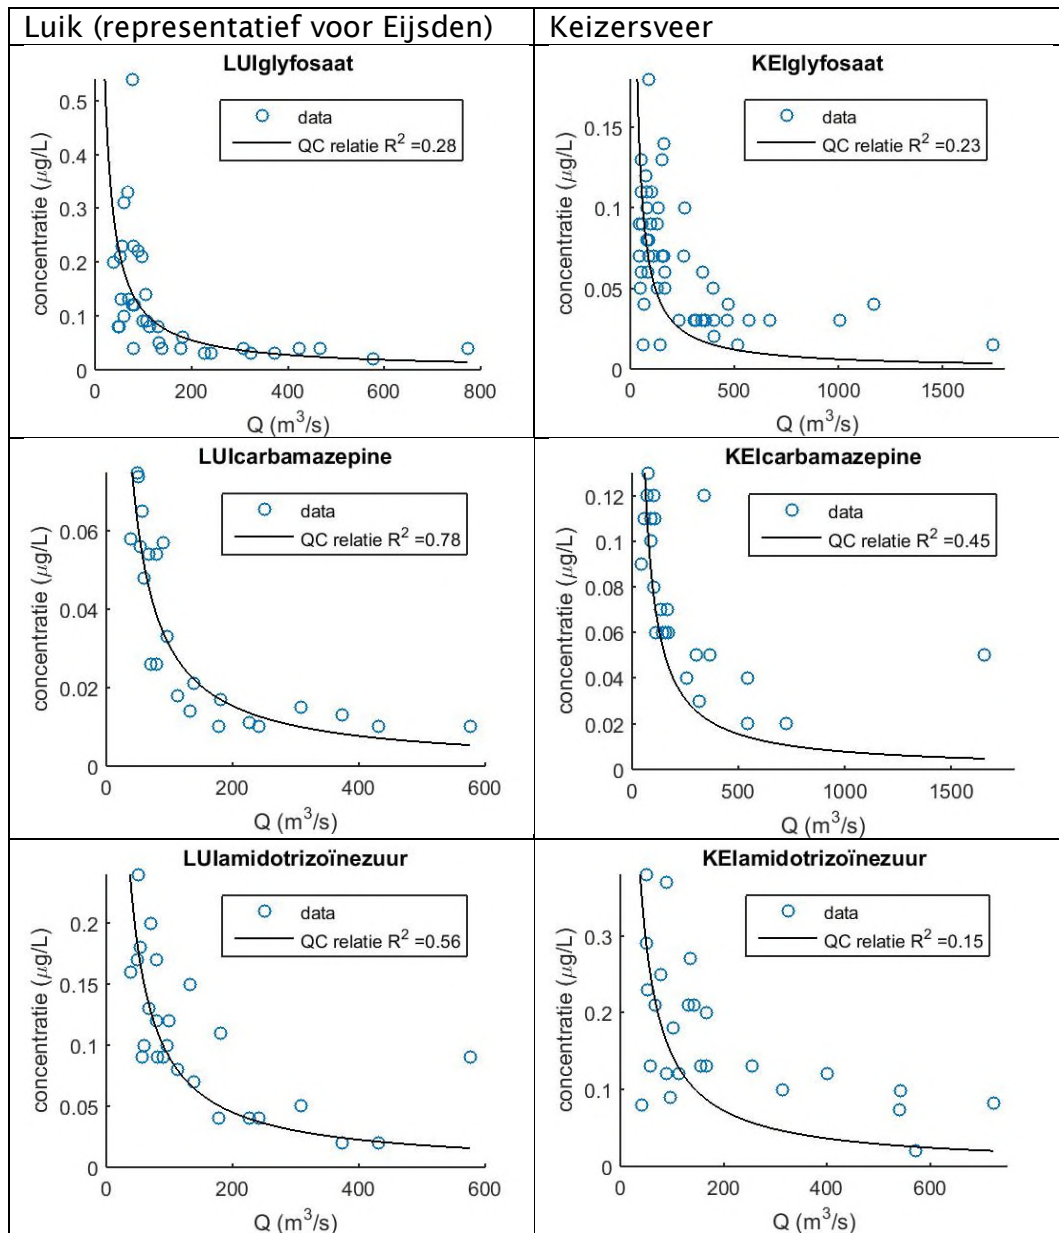 Luik (representatief voor Eijsden)
Keizersveer
LUIglyfosaat
data
QC relatie R² =0.28
concentratie (μg/L)
0.5
0.4
0.3
0.2
0.1
0
0 200 400 600 800
Q (m³/s)
KEIglyfosaat
data
QC relatie R² =0.23
concentratie (μg/L)
0.15
0.1
0.05
0
0 500 1000 1500
Q (m³/s)
LUIcarbamazepine
data
QC relatie R² =0.78
concentratie (μg/L)
0.06
0.04
0.02
0
0 200 400 600
Q (m³/s)
KEIcarbamazepine
data
QC relatie R² =0.45
concentratie (μg/L)
0.12
0.1
0.08
0.06
0.04
0.02
0
0 500 1000 1500
Q (m³/s)
LUIamidotrizoïnezuur
data
QC relatie R² =0.56
concentratie (μg/L)
0.2
0.15
0.1
0.05
0
0 200 400 600
Q (m³/s)
KEIamidotrizoïnezuur
data
QC relatie R² =0.15
concentratie (μg/L)
0.3
0.2
0.1
0
0 200 400 600
Q (m³/s)